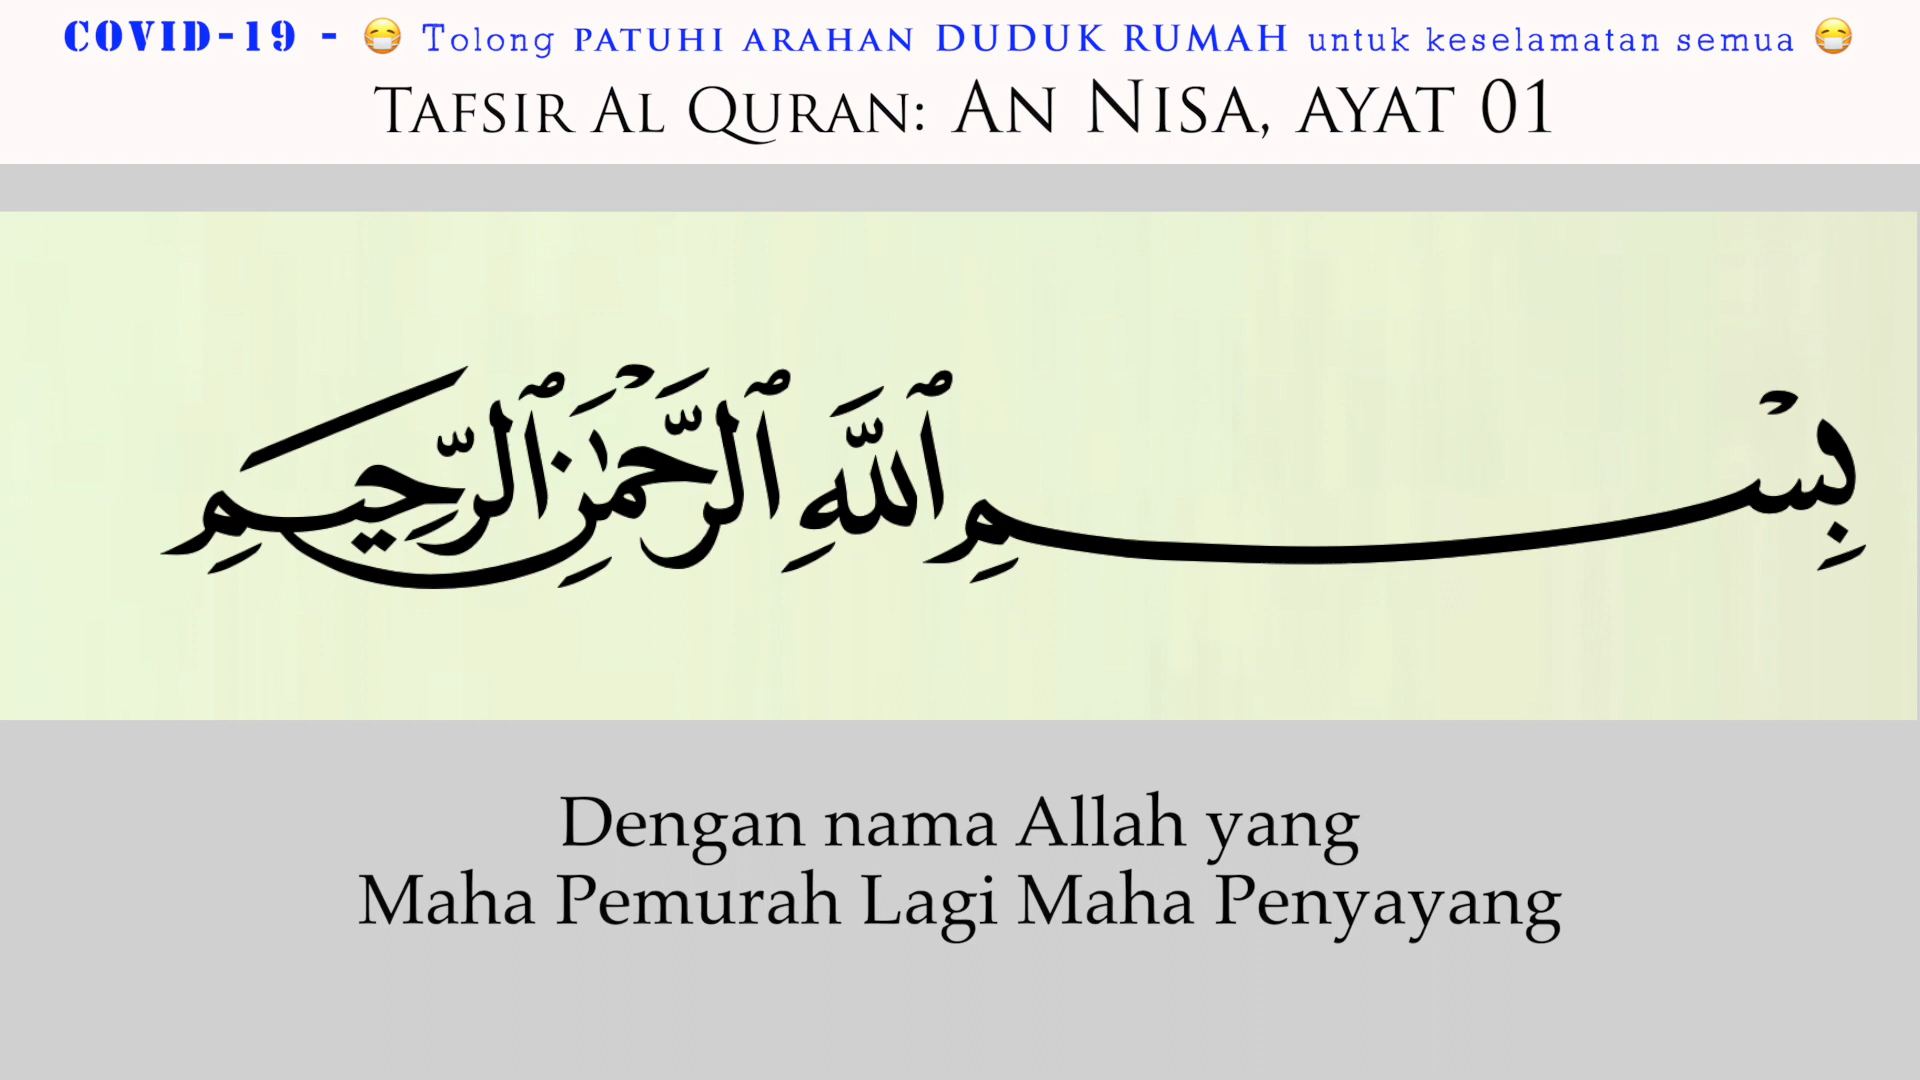 COVID-19 - 😷 Tolong PATUHI ARAHAN DUDUK RUMAH untuk keselamatan semua 😷
TAFSIR AL QURAN: AN NISA, AYAT 01
بِسْمِ ٱللَّهِ ٱلرَّحْمَٰنِ ٱلرَّحِيمِ
Dengan nama Allah yang
Maha Pemurah Lagi Maha Penyayang